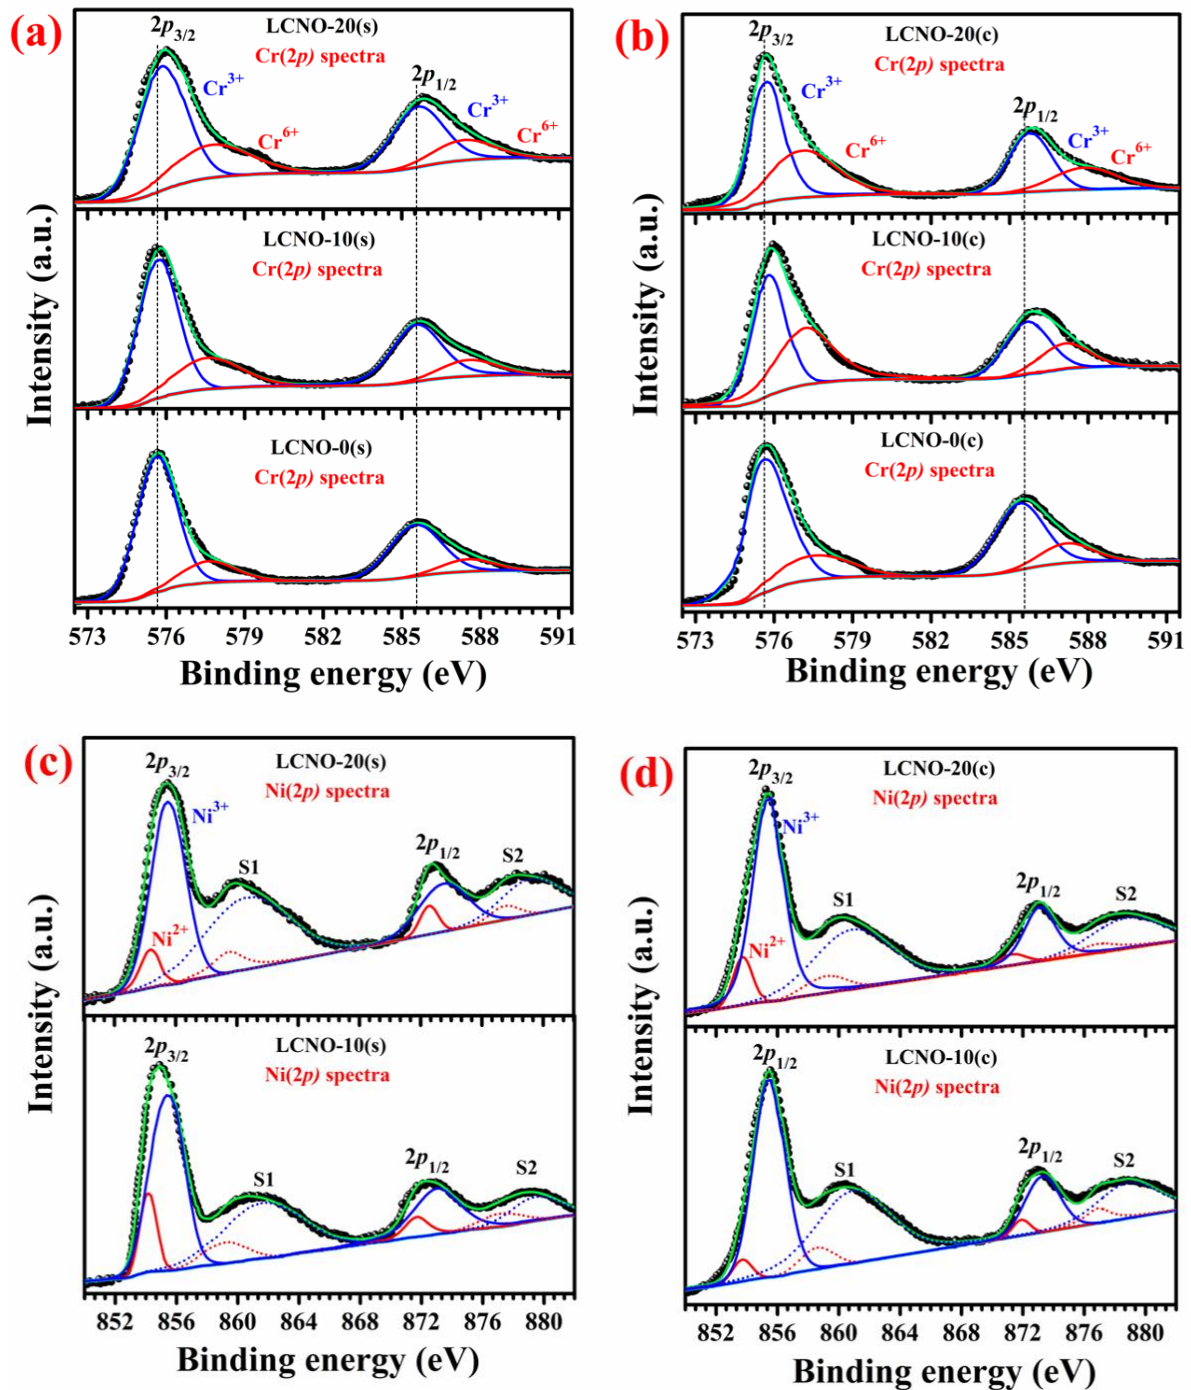 (a)
2p3/2
LCNO-20(s)
Cr(2p) spectra
Cr3+
Cr6+
2p1/2
Cr3+
Cr6+
LCNO-10(s)
Cr(2p) spectra
LCNO-0(s)
Cr(2p) spectra
Intensity (a.u.)
573 576 579 582 585 588 591
Binding energy (eV)
(b)
2p3/2
LCNO-20(c)
Cr(2p) spectra
Cr3+
Cr6+
2p1/2
Cr3+
Cr6+
LCNO-10(c)
Cr(2p) spectra
LCNO-0(c)
Cr(2p) spectra
Intensity (a.u.)
573 576 579 582 585 588 591
Binding energy (eV)
(c)
2p3/2
LCNO-20(s)
Ni(2p) spectra
Ni3+
Ni2+
S1
2p1/2
S2
2p3/2
LCNO-10(s)
Ni(2p) spectra
S1
2p1/2
S2
Intensity (a.u.)
852 856 860 864 868 872 876 880
Binding energy (eV)
(d)
2p3/2
LCNO-20(c)
Ni(2p) spectra
Ni3+
Ni2+
S1
2p1/2
S2
2p1/2
LCNO-10(c)
Ni(2p) spectra
S1
2p1/2
S2
Intensity (a.u.)
852 856 860 864 868 872 876 880
Binding energy (eV)